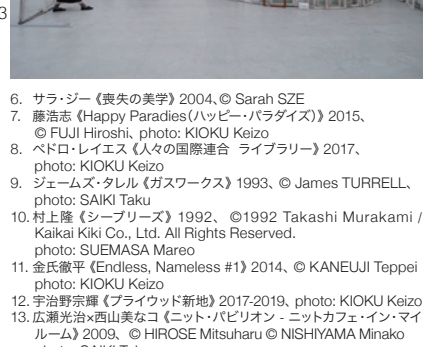 3
6. サラ・ジー《喪失の美学》2004、© Sarah SZE
7. 藤浩志《Happy Paradies（ハッピー・パラダイズ）》2015、
© FUJI Hiroshi、photo: KIOKU Keizo
8. ペドロ・レイエス《人々の国際連合 ライブラリー》2017、
photo: KIOKU Keizo
9. ジェームズ・タレル《ガスワークス》1993、© James TURRELL、
photo: SAIKI Taku
10. 村上隆《シーブリーズ》1992、©1992 Takashi Murakami /
Kaikai Kiki Co., Ltd. All Rights Reserved.
photo: SUEMASA Mareo
11. 金氏徹平《Endless, Nameless #1》2014、© KANEUJI Teppei
photo: KIOKU Keizo
12. 宇治野宗輝《プライウッド新地》2017-2019、photo: KIOKU Keizo
13. 広瀬光治×西山美なコ《ニット・パビリオン - ニットカフェ・イン・マイ
ルーム》2009、© HIROSE Mitsuharu © NISHIYAMA Minako